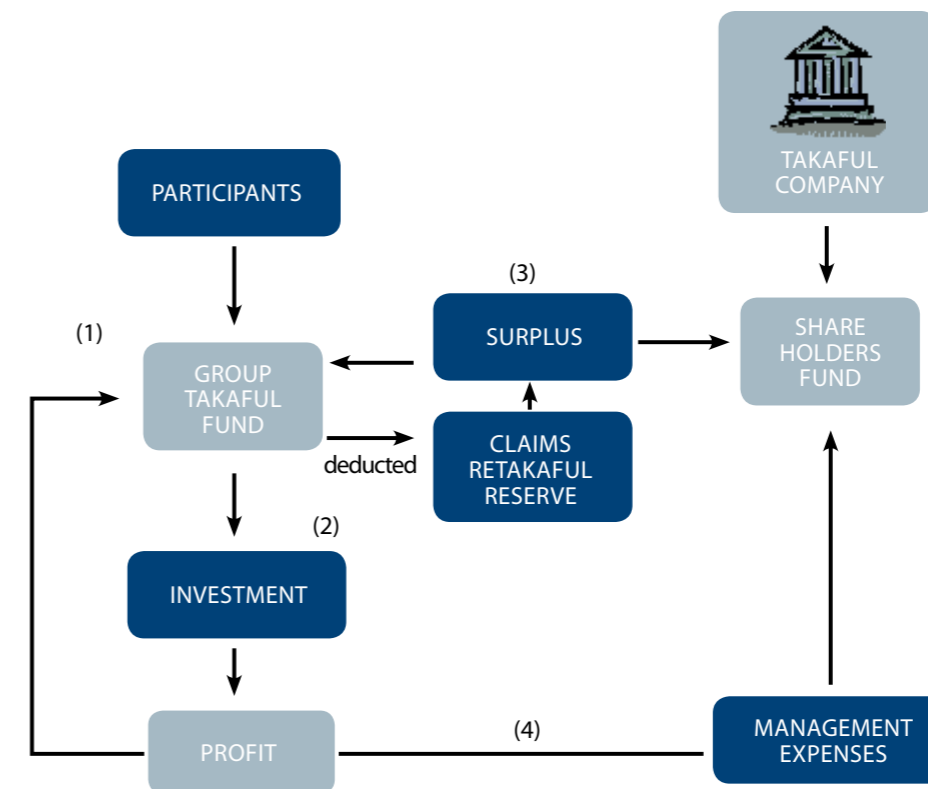 TAKAFUL
COMPANY
PARTICIPANTS
(3)
(1)
SURPLUS
SHARE
HOLDERS
FUND
GROUP
TAKAFUL
FUND
deducted
CLAIMS
RETAKAFUL
RESERVE
(2)
INVESTMENT
(4)
PROFIT
MANAGEMENT
EXPENSES